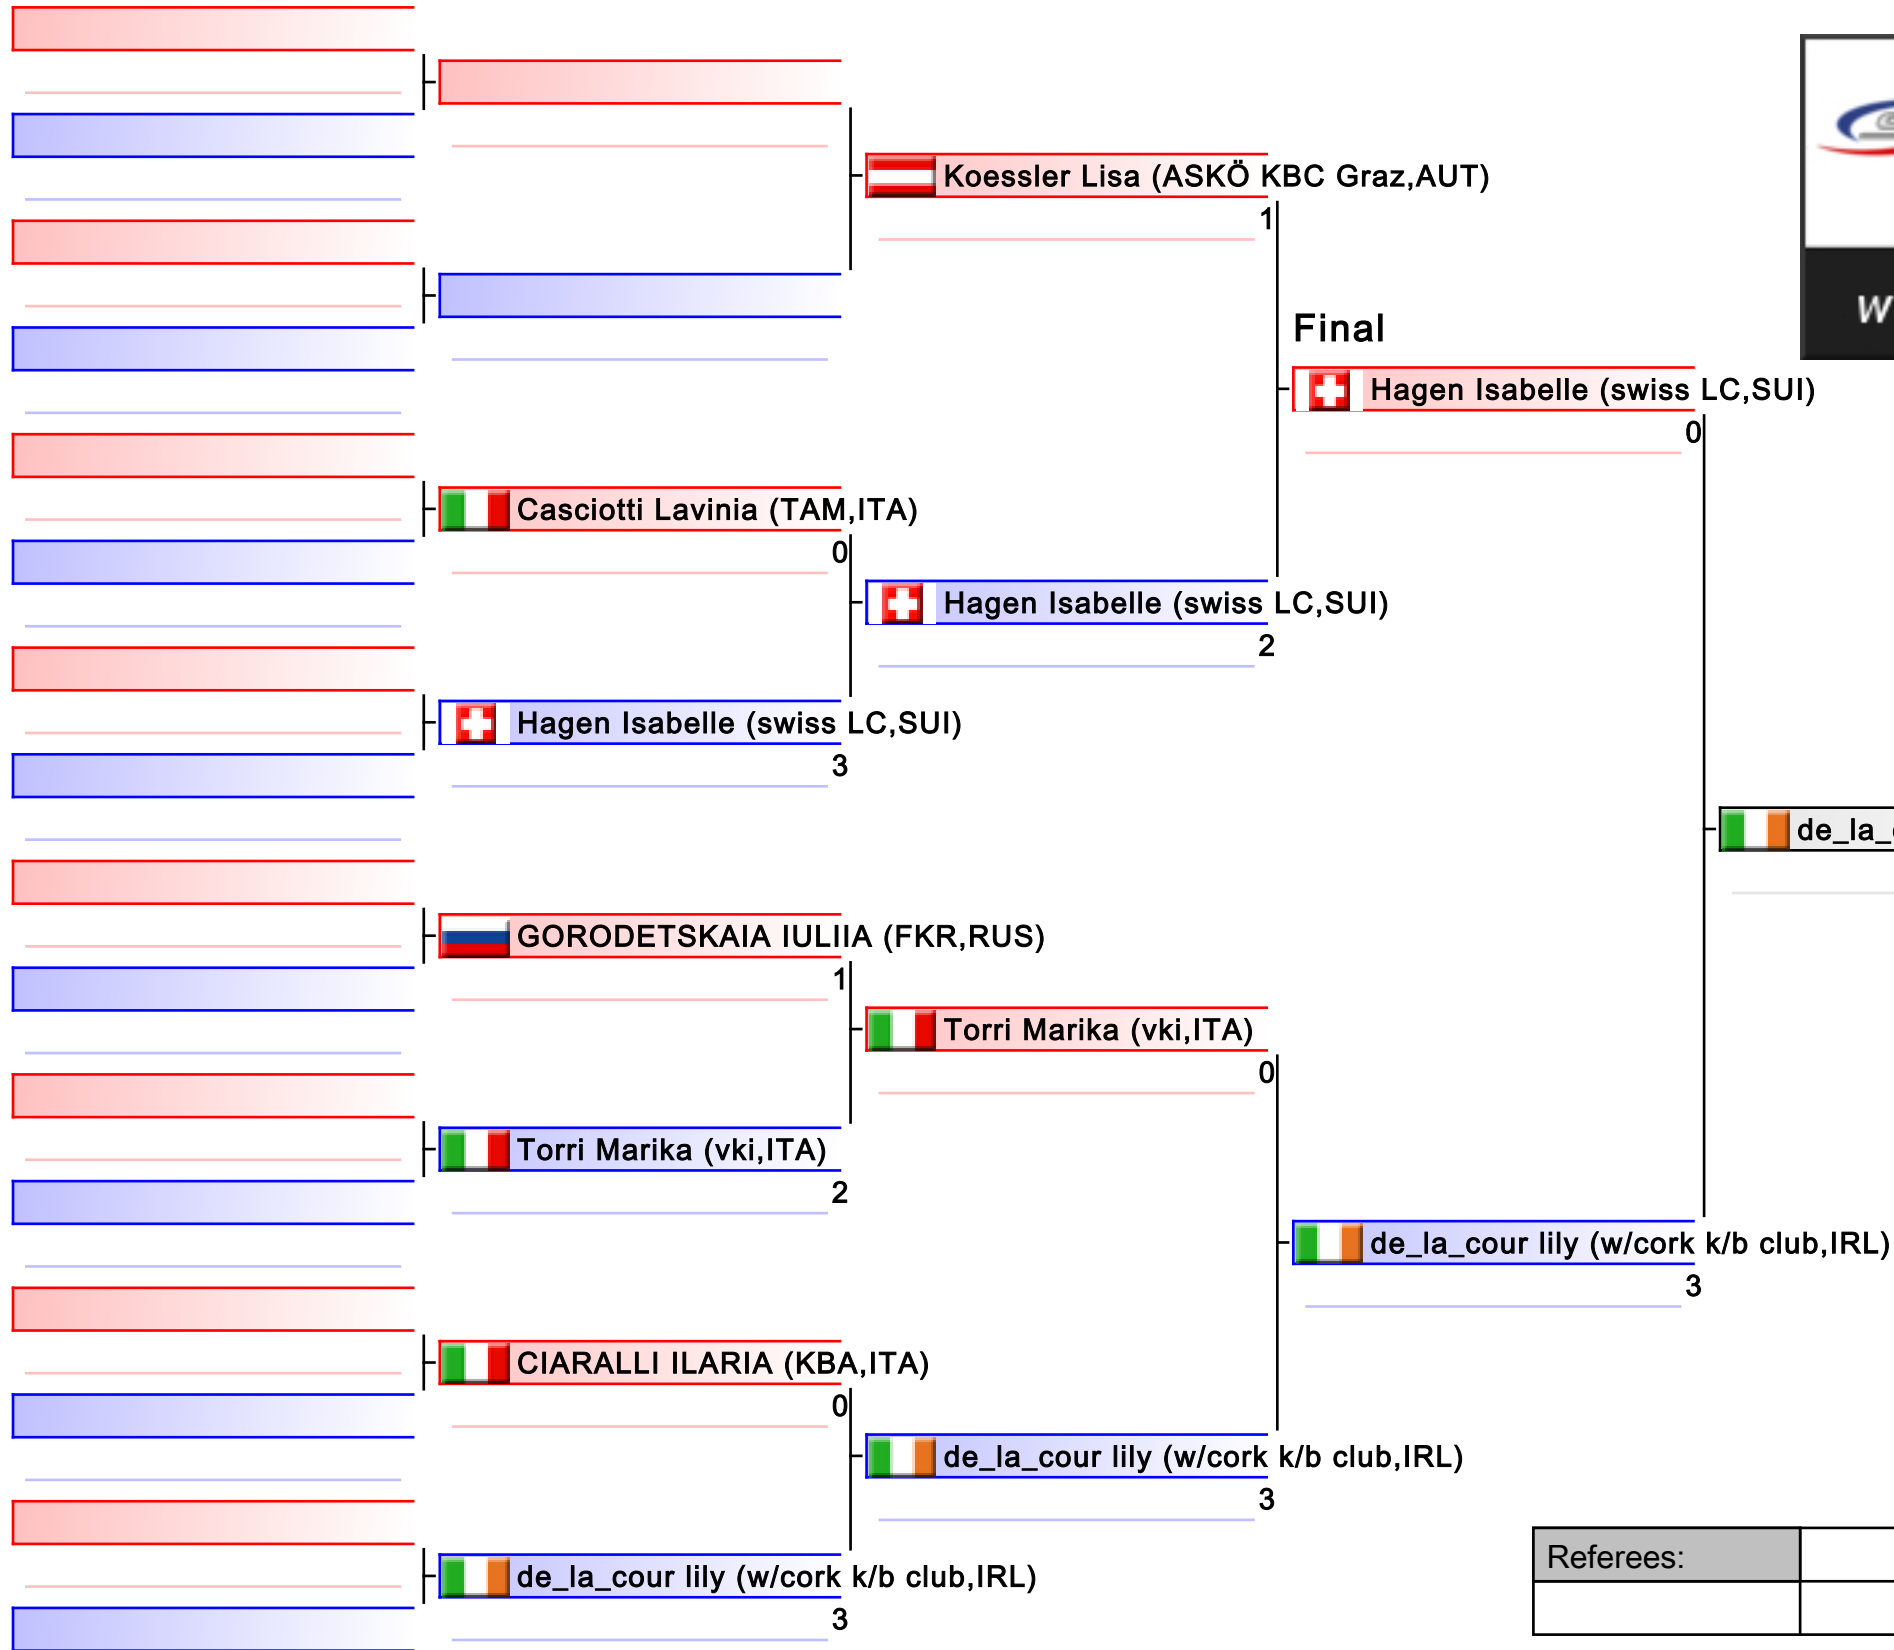 Koessler Lisa (ASKÖ KBC Graz,AUT)
1
Final
Hagen Isabelle (swiss LC,SUI)
0
Casciotti Lavinia (TAM,ITA)
0
Hagen Isabelle (swiss LC,SUI)
2
Hagen Isabelle (swiss LC,SUI)
3
de_la_
GORODETSKAIA IULIIA (FKR,RUS)
1
Torri Marika (vki,ITA)
0
Torri Marika (vki,ITA)
2
de_la_cour lily (w/cork k/b club,IRL)
3
CIARALLI ILARIA (KBA,ITA)
0
de_la_cour lily (w/cork k/b club,IRL)
3
de_la_cour lily (w/cork k/b club,IRL)
3
Referees: